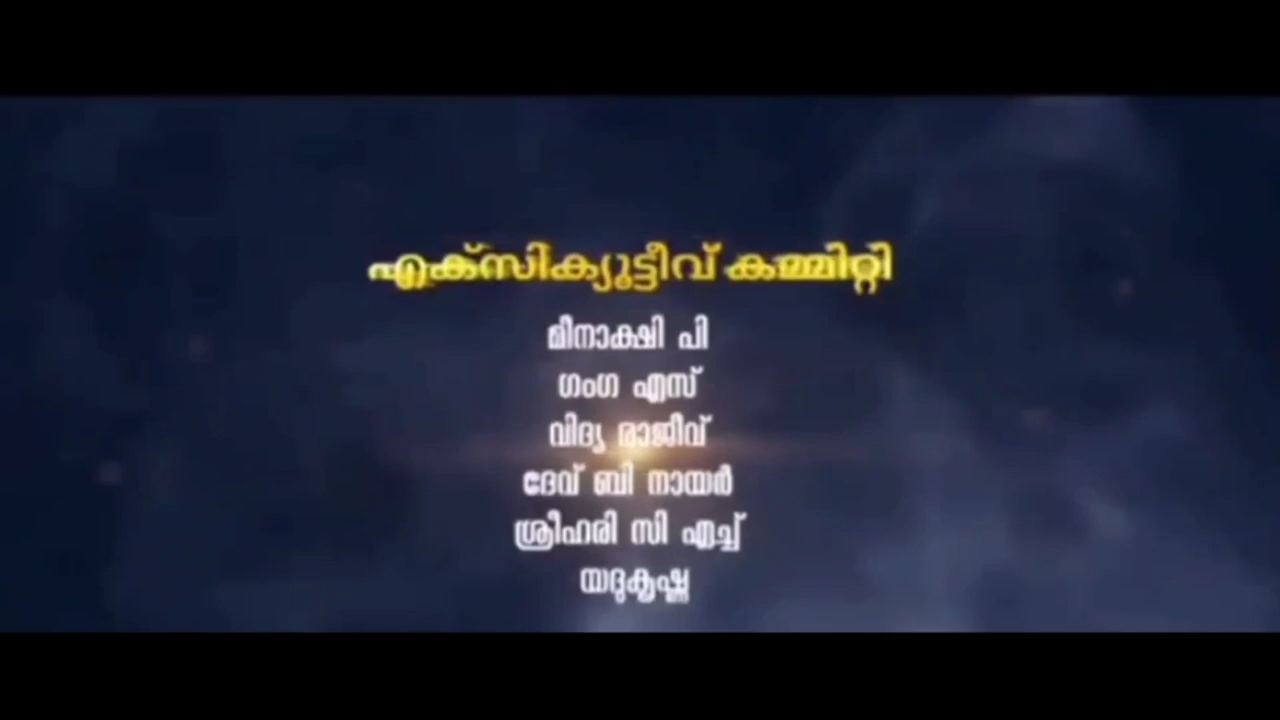 എക്സിക്യൂട്ടീവ് കമ്മിറ്റി
മീനാക്ഷി പി
ഗംഗ എസ്
വിദ്യ രാജീവ്
ദേവ് ബി നായർ
ശ്രീഹരി സി എച്ച്
യദുകൃഷ്ണ